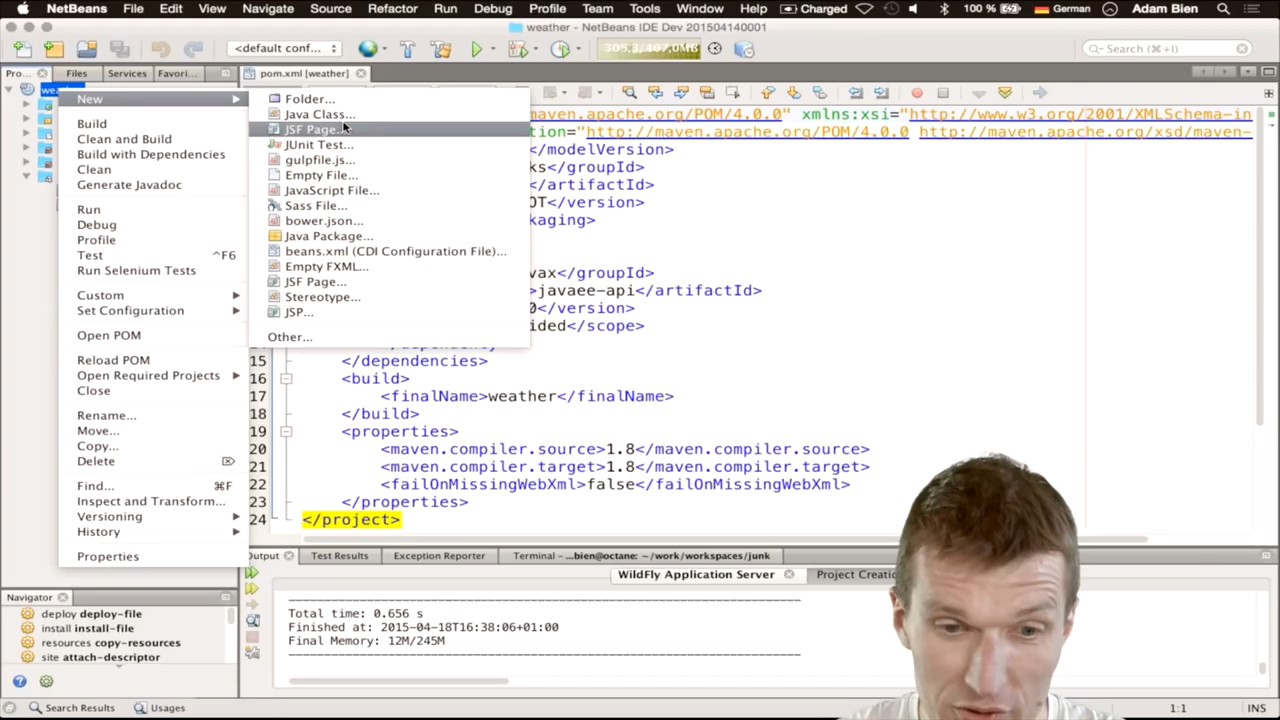 NetBeans File Edit View Navigate Source Refactor Run Debug Profile Team Tools Window Help Charged 100 % German Adam Bien
weather - NetBeans IDE Dev 201504140001
<default conf... 305,3/407,0MB Search (⌘+I)
Pro... Files Services Favori... pom.xml [weather]
New
Build
Clean and Build
Build with Dependencies
Clean
Generate Javadoc
Run
Debug
Profile
Test ^F6
Run Selenium Tests
Custom
Set Configuration
Open POM
Reload POM
Open Required Projects
Close
Rename...
Move...
Copy...
Delete
Find... ⌘F
Inspect and Transform...
Versioning
History
Properties
Folder...
Java Class...
JSF Page...
JUnit Test...
gulpfile.js...
Empty File...
JavaScript File...
Sass File...
bower.json...
Java Package...
beans.xml (CDI Configuration File)...
Empty FXML...
JSF Page...
Stereotype...
JSP...
Other...
maven.apache.org/POM/4.0.0" xmlns:xsi="http://www.w3.org/2001/XMLSchema-in
tion="http://maven.apache.org/POM/4.0.0 http://maven.apache.org/xsd/maven-
</modelVersion>
ks</groupId>
</artifactId>
OT</version>
kaging>
vax</groupId>
>javaee-api</artifactId>
0</version>
ided</scope>
15 </dependencies>
16 <build>
17 <finalName>weather</finalName>
18 </build>
19 <properties>
20 <maven.compiler.source>1.8</maven.compiler.source>
21 <maven.compiler.target>1.8</maven.compiler.target>
22 <failOnMissingWebXml>false</failOnMissingWebXml>
23 </properties>
24 </project>
Output Test Results Exception Reporter Terminal - ...bien@octane: ~/work/workspaces/junk
WildFly Application Server Project Creatio
Total time: 0.656 s
Finished at: 2015-04-18T16:38:06+01:00
Final Memory: 12M/245M
Navigator
deploy deploy-file
install install-file
resources copy-resources
site attach-descriptor
Search Results Usages 1:1 INS